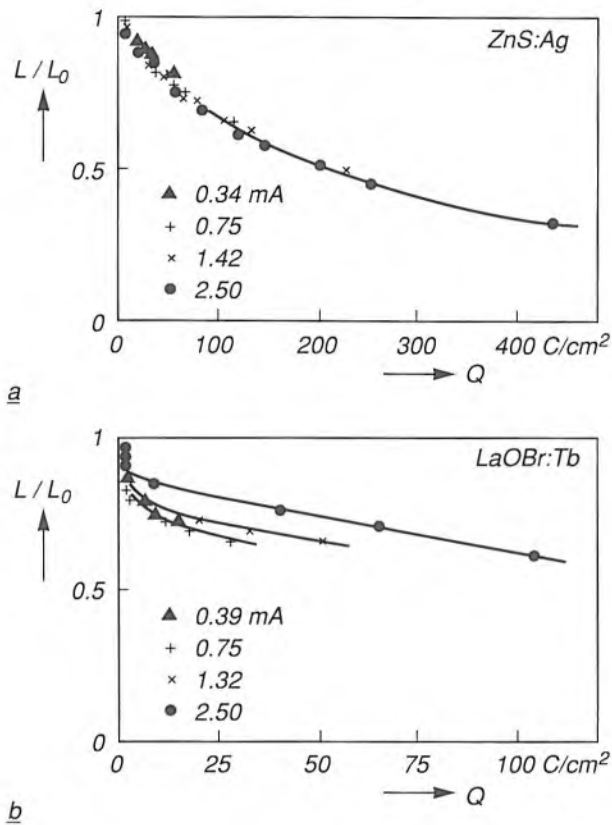 1
ZnS:Ag
L / L₀
0.5
0.34 mA
0.75
1.42
2.50
0
0 100 200 300 400 C/cm²
Q
a
1
LaOBr:Tb
L / L₀
0.5
0.39 mA
0.75
1.32
2.50
0
0 25 50 75 100 C/cm²
Q
b